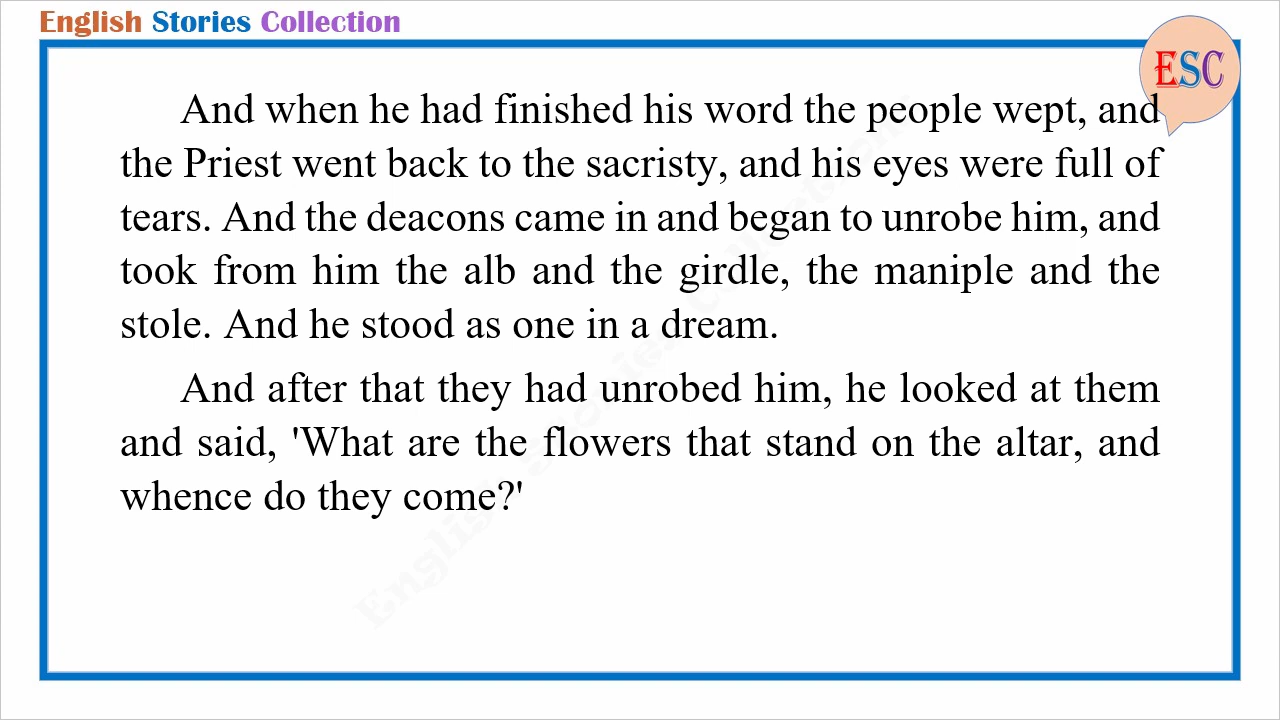 English Stories Collection
ESC
And when he had finished his word the people wept, and
the Priest went back to the sacristy, and his eyes were full of
tears. And the deacons came in and began to unrobe him, and
took from him the alb and the girdle, the maniple and the
stole. And he stood as one in a dream.
And after that they had unrobed him, he looked at them
and said, 'What are the flowers that stand on the altar, and
whence do they come?'
English Stories Collection